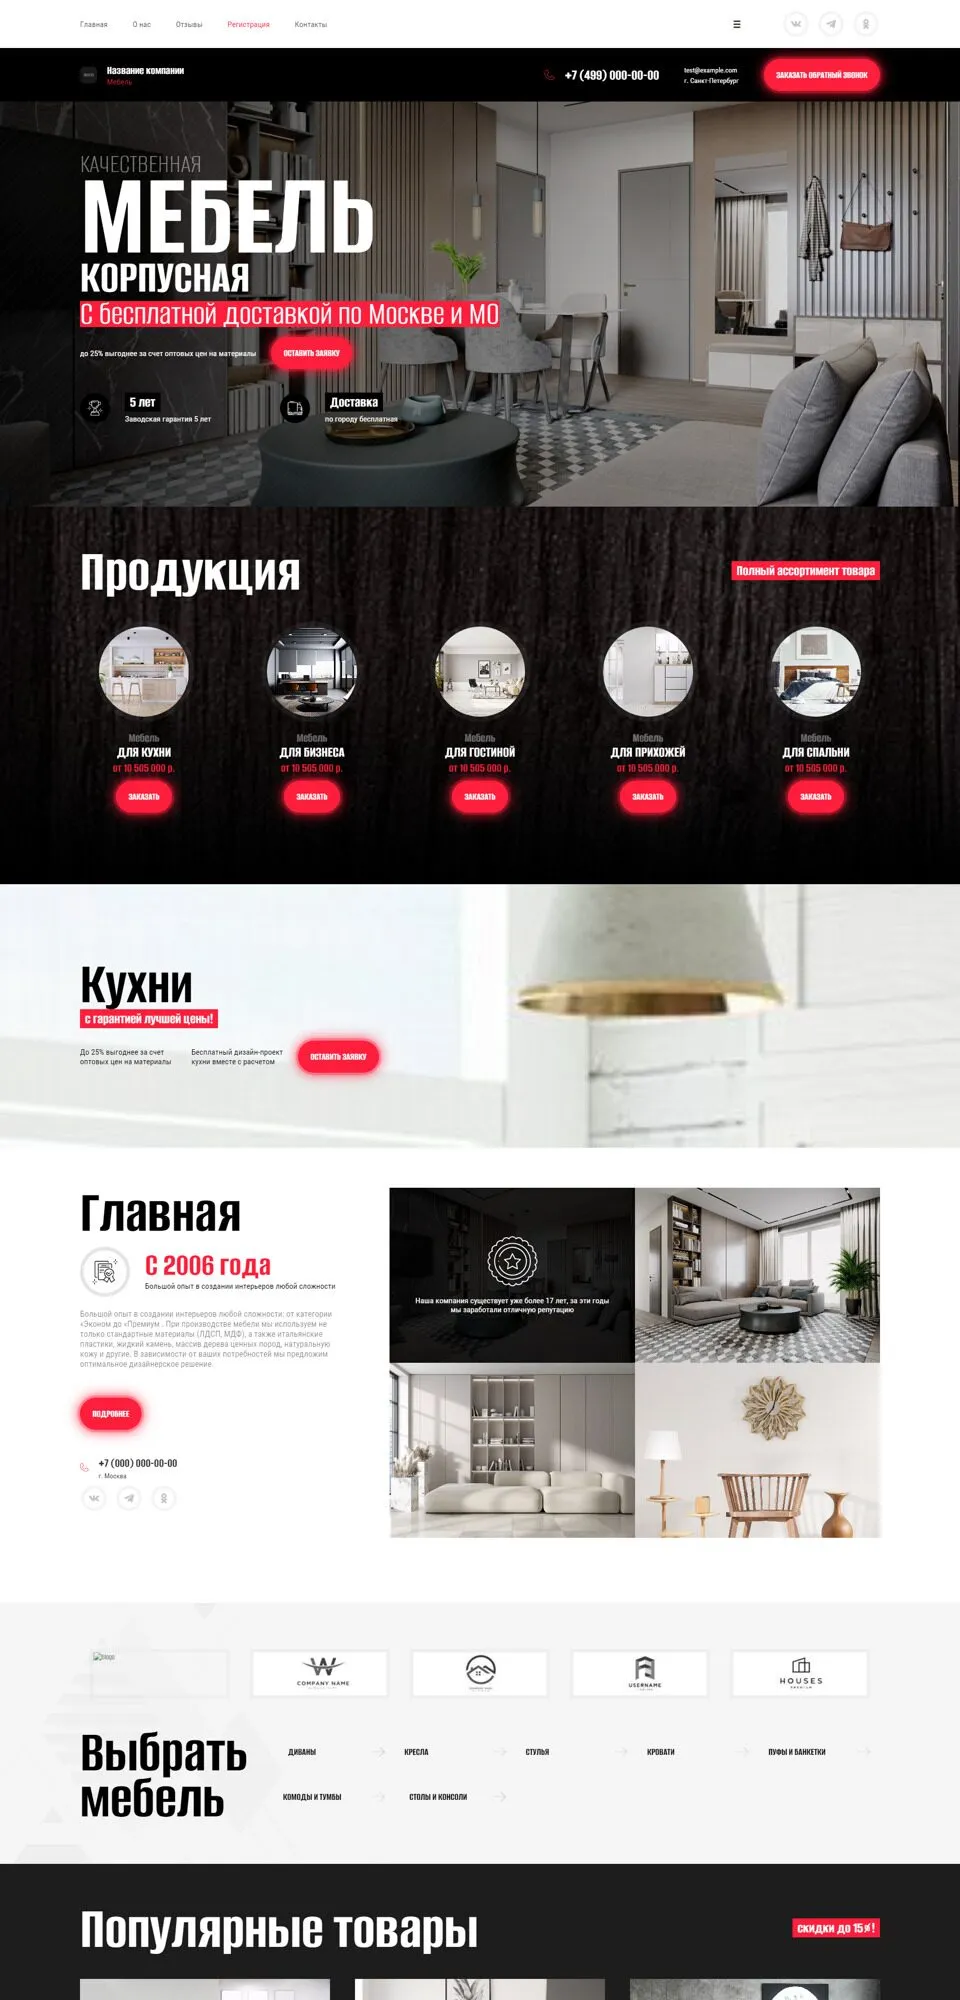 Главная
О нас
Отзывы
Регистрация
Контакты
Название компании
Мебель
+7 (499) 000-00-00
test@example.com
г. Санкт-Петербург
ЗАКАЗАТЬ ОБРАТНЫЙ ЗВОНОК
КАЧЕСТВЕННАЯ
МЕБЕЛЬ
КОРПУСНАЯ
С бесплатной доставкой по Москве и МО
до 25% выгоднее за счет оптовых цен на материалы
ОСТАВИТЬ ЗАЯВКУ
5 лет
Заводская гарантия 5 лет
Доставка
по городу бесплатная
Продукция
Полный ассортимент товара
Мебель
ДЛЯ КУХНИ
от 10 505 000 р.
ЗАКАЗАТЬ
Мебель
ДЛЯ БИЗНЕСА
от 10 505 000 р.
ЗАКАЗАТЬ
Мебель
ДЛЯ ГОСТИНОЙ
от 10 505 000 р.
ЗАКАЗАТЬ
Мебель
ДЛЯ ПРИХОЖЕЙ
от 10 505 000 р.
ЗАКАЗАТЬ
Мебель
ДЛЯ СПАЛЬНИ
от 10 505 000 р.
ЗАКАЗАТЬ
Кухни
с гарантией лучшей цены!
До 25% выгоднее за счет
оптовых цен на материалы
Бесплатный дизайн-проект
кухни вместе с расчетом
ОСТАВИТЬ ЗАЯВКУ
Главная
С 2006 года
Большой опыт в создании интерьеров любой сложности
Большой опыт в создании интерьеров любой сложности: от категории
«Эконом до «Премиум . При производстве мебели мы используем не
только стандартные материалы (ЛДСП, МДФ), а также итальянские
пластики, жидкий камень, массив дерева ценных пород, натуральную
кожу и другие. В зависимости от ваших потребностей мы предложим
оптимальное дизайнерское решение.
ПОДРОБНЕЕ
+7 (000) 000-00-00
г. Москва
Наша компания существует уже более 17 лет, за эти годы
мы заработали отличную репутацию
blogo
COMPANY NAME
USERNAME
HOUSES
Выбрать
мебель
ДИВАНЫ
КРЕСЛА
СТУЛЬЯ
КРОВАТИ
ПУФЫ И БАНКЕТКИ
КОМОДЫ И ТУМБЫ
СТОЛЫ И КОНСОЛИ
Популярные товары
скидки до 15%!